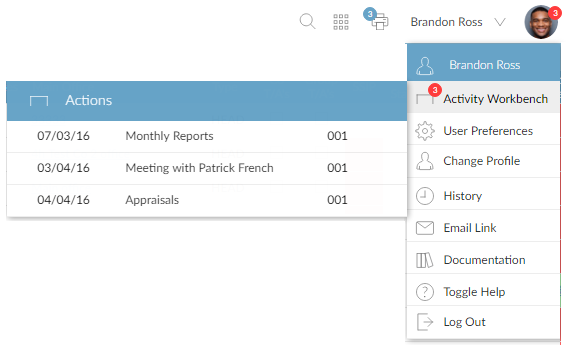 3
Brandon Ross
3
Brandon Ross
Actions
3
Activity Workbench
07/03/16 Monthly Reports 001
User Preferences
03/04/16 Meeting with Patrick French 001
Change Profile
04/04/16 Appraisals 001
History
Email Link
Documentation
Toggle Help
Log Out